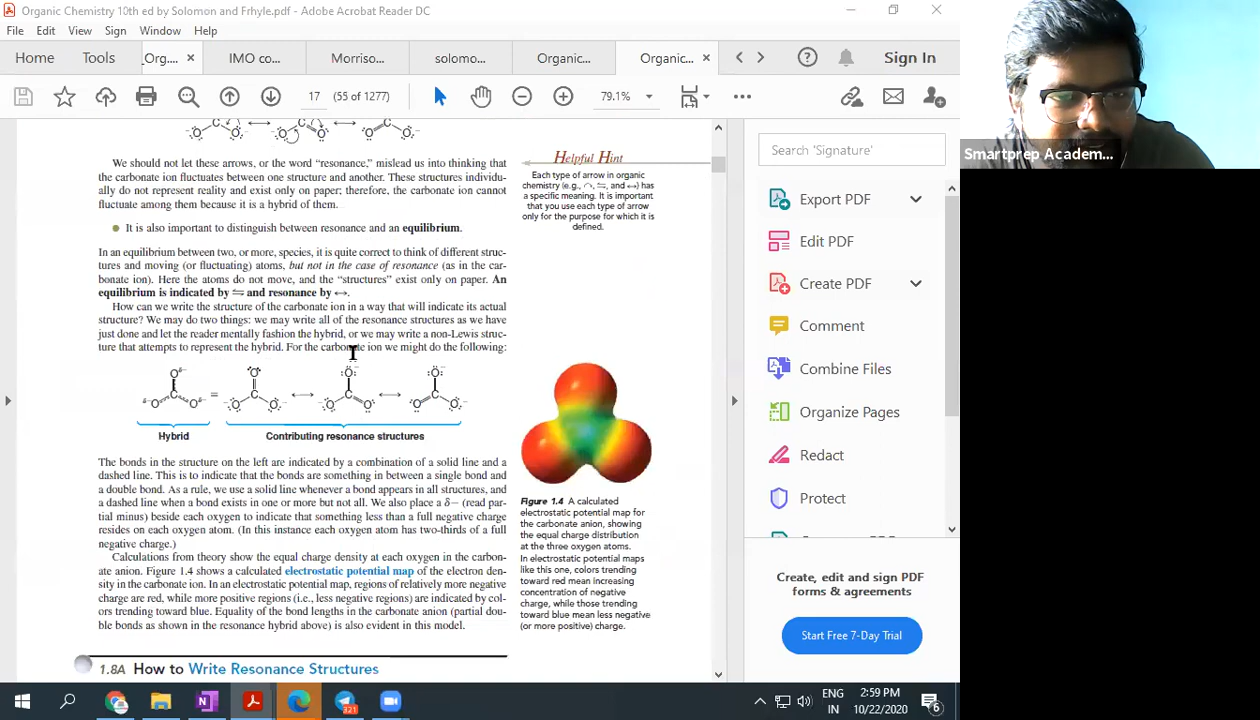 Organic Chemistry 10th ed by Solomon and Frhyle.pdf - Adobe Acrobat Reader DC
File Edit View Sign Window Help
Home Tools _Org.... × IMO co... Morriso... solomo... Organic... Organic... × Sign In
17 (55 of 1277) 79.1%
We should not let these arrows, or the word “resonance,” mislead us into thinking that
the carbonate ion fluctuates between one structure and another. These structures individu-
ally do not represent reality and exist only on paper; therefore, the carbonate ion cannot
fluctuate among them because it is a hybrid of them.
● It is also important to distinguish between resonance and an equilibrium.
In an equilibrium between two, or more, species, it is quite correct to think of different struc-
tures and moving (or fluctuating) atoms, but not in the case of resonance (as in the car-
bonate ion). Here the atoms do not move, and the “structures” exist only on paper. An
equilibrium is indicated by ⇋ and resonance by ↔.
How can we write the structure of the carbonate ion in a way that will indicate its actual
structure? We may do two things: we may write all of the resonance structures as we have
just done and let the reader mentally fashion the hybrid, or we may write a non-Lewis struc-
ture that attempts to represent the hybrid. For the carbonate ion we might do the following:
Hybrid
Contributing resonance structures
The bonds in the structure on the left are indicated by a combination of a solid line and a
dashed line. This is to indicate that the bonds are something in between a single bond and
a double bond. As a rule, we use a solid line whenever a bond appears in all structures, and
a dashed line when a bond exists in one or more but not all. We also place a δ− (read par-
tial minus) beside each oxygen to indicate that something less than a full negative charge
resides on each oxygen atom. (In this instance each oxygen atom has two-thirds of a full
negative charge.)
Calculations from theory show the equal charge density at each oxygen in the carbon-
ate anion. Figure 1.4 shows a calculated electrostatic potential map of the electron den-
sity in the carbonate ion. In an electrostatic potential map, regions of relatively more negative
charge are red, while more positive regions (i.e., less negative regions) are indicated by col-
ors trending toward blue. Equality of the bond lengths in the carbonate anion (partial dou-
ble bonds as shown in the resonance hybrid above) is also evident in this model.
1.8A How to Write Resonance Structures
Helpful Hint
Each type of arrow in organic
chemistry (e.g., ↷, ⇋, and ↔) has
a specific meaning. It is important
that you use each type of arrow
only for the purpose for which it is
defined.
Figure 1.4 A calculated
electrostatic potential map for
the carbonate anion, showing
the equal charge distribution
at the three oxygen atoms.
In electrostatic potential maps
like this one, colors trending
toward red mean increasing
concentration of negative
charge, while those trending
toward blue mean less negative
(or more positive) charge.
Search 'Signature'
Export PDF
Edit PDF
Create PDF
Comment
Combine Files
Organize Pages
Redact
Protect
Create, edit and sign PDF
forms & agreements
Start Free 7-Day Trial
Smartprep Academ...
321
ENG
IN
2:59 PM
10/22/2020
6